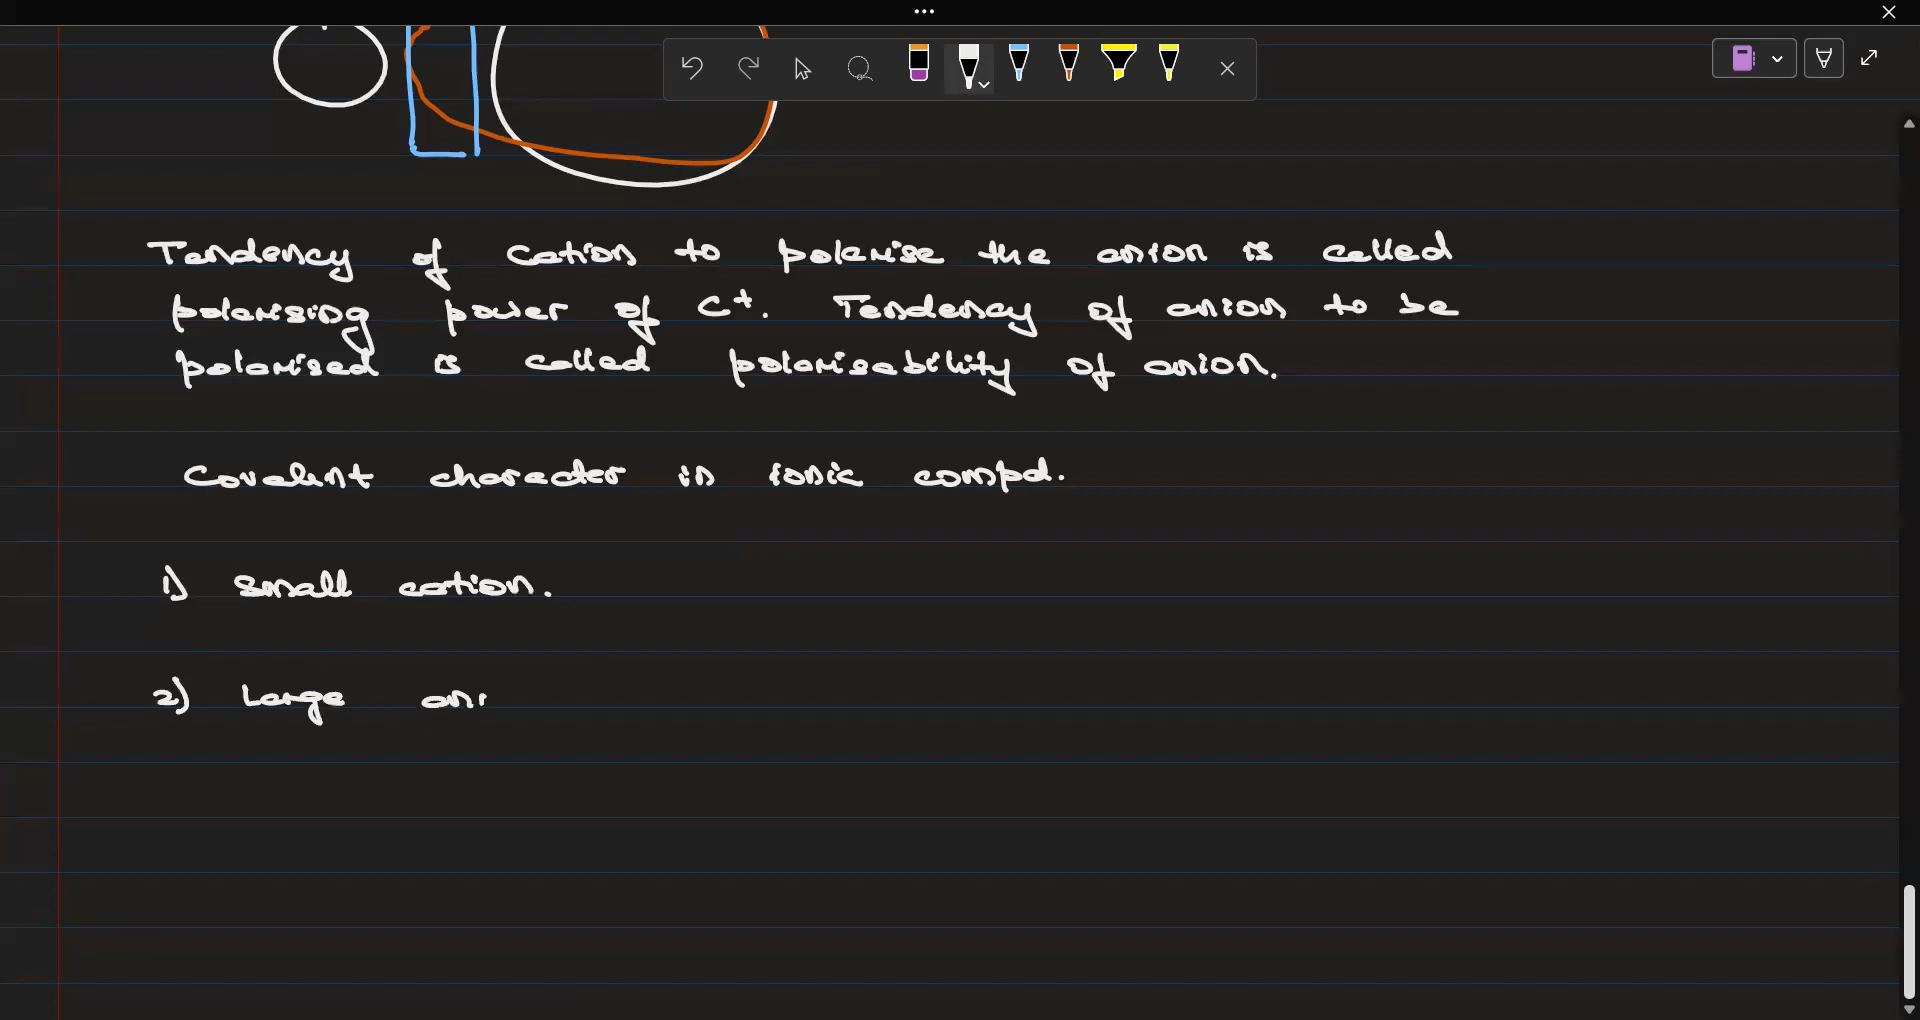 Tendency of cation to polarise the anion is called
polarising power of C⁺. Tendency of anion to be
polarised is called polarisability of anion.
Covalent character in ionic compd.
1) small cation.
2) Large ani